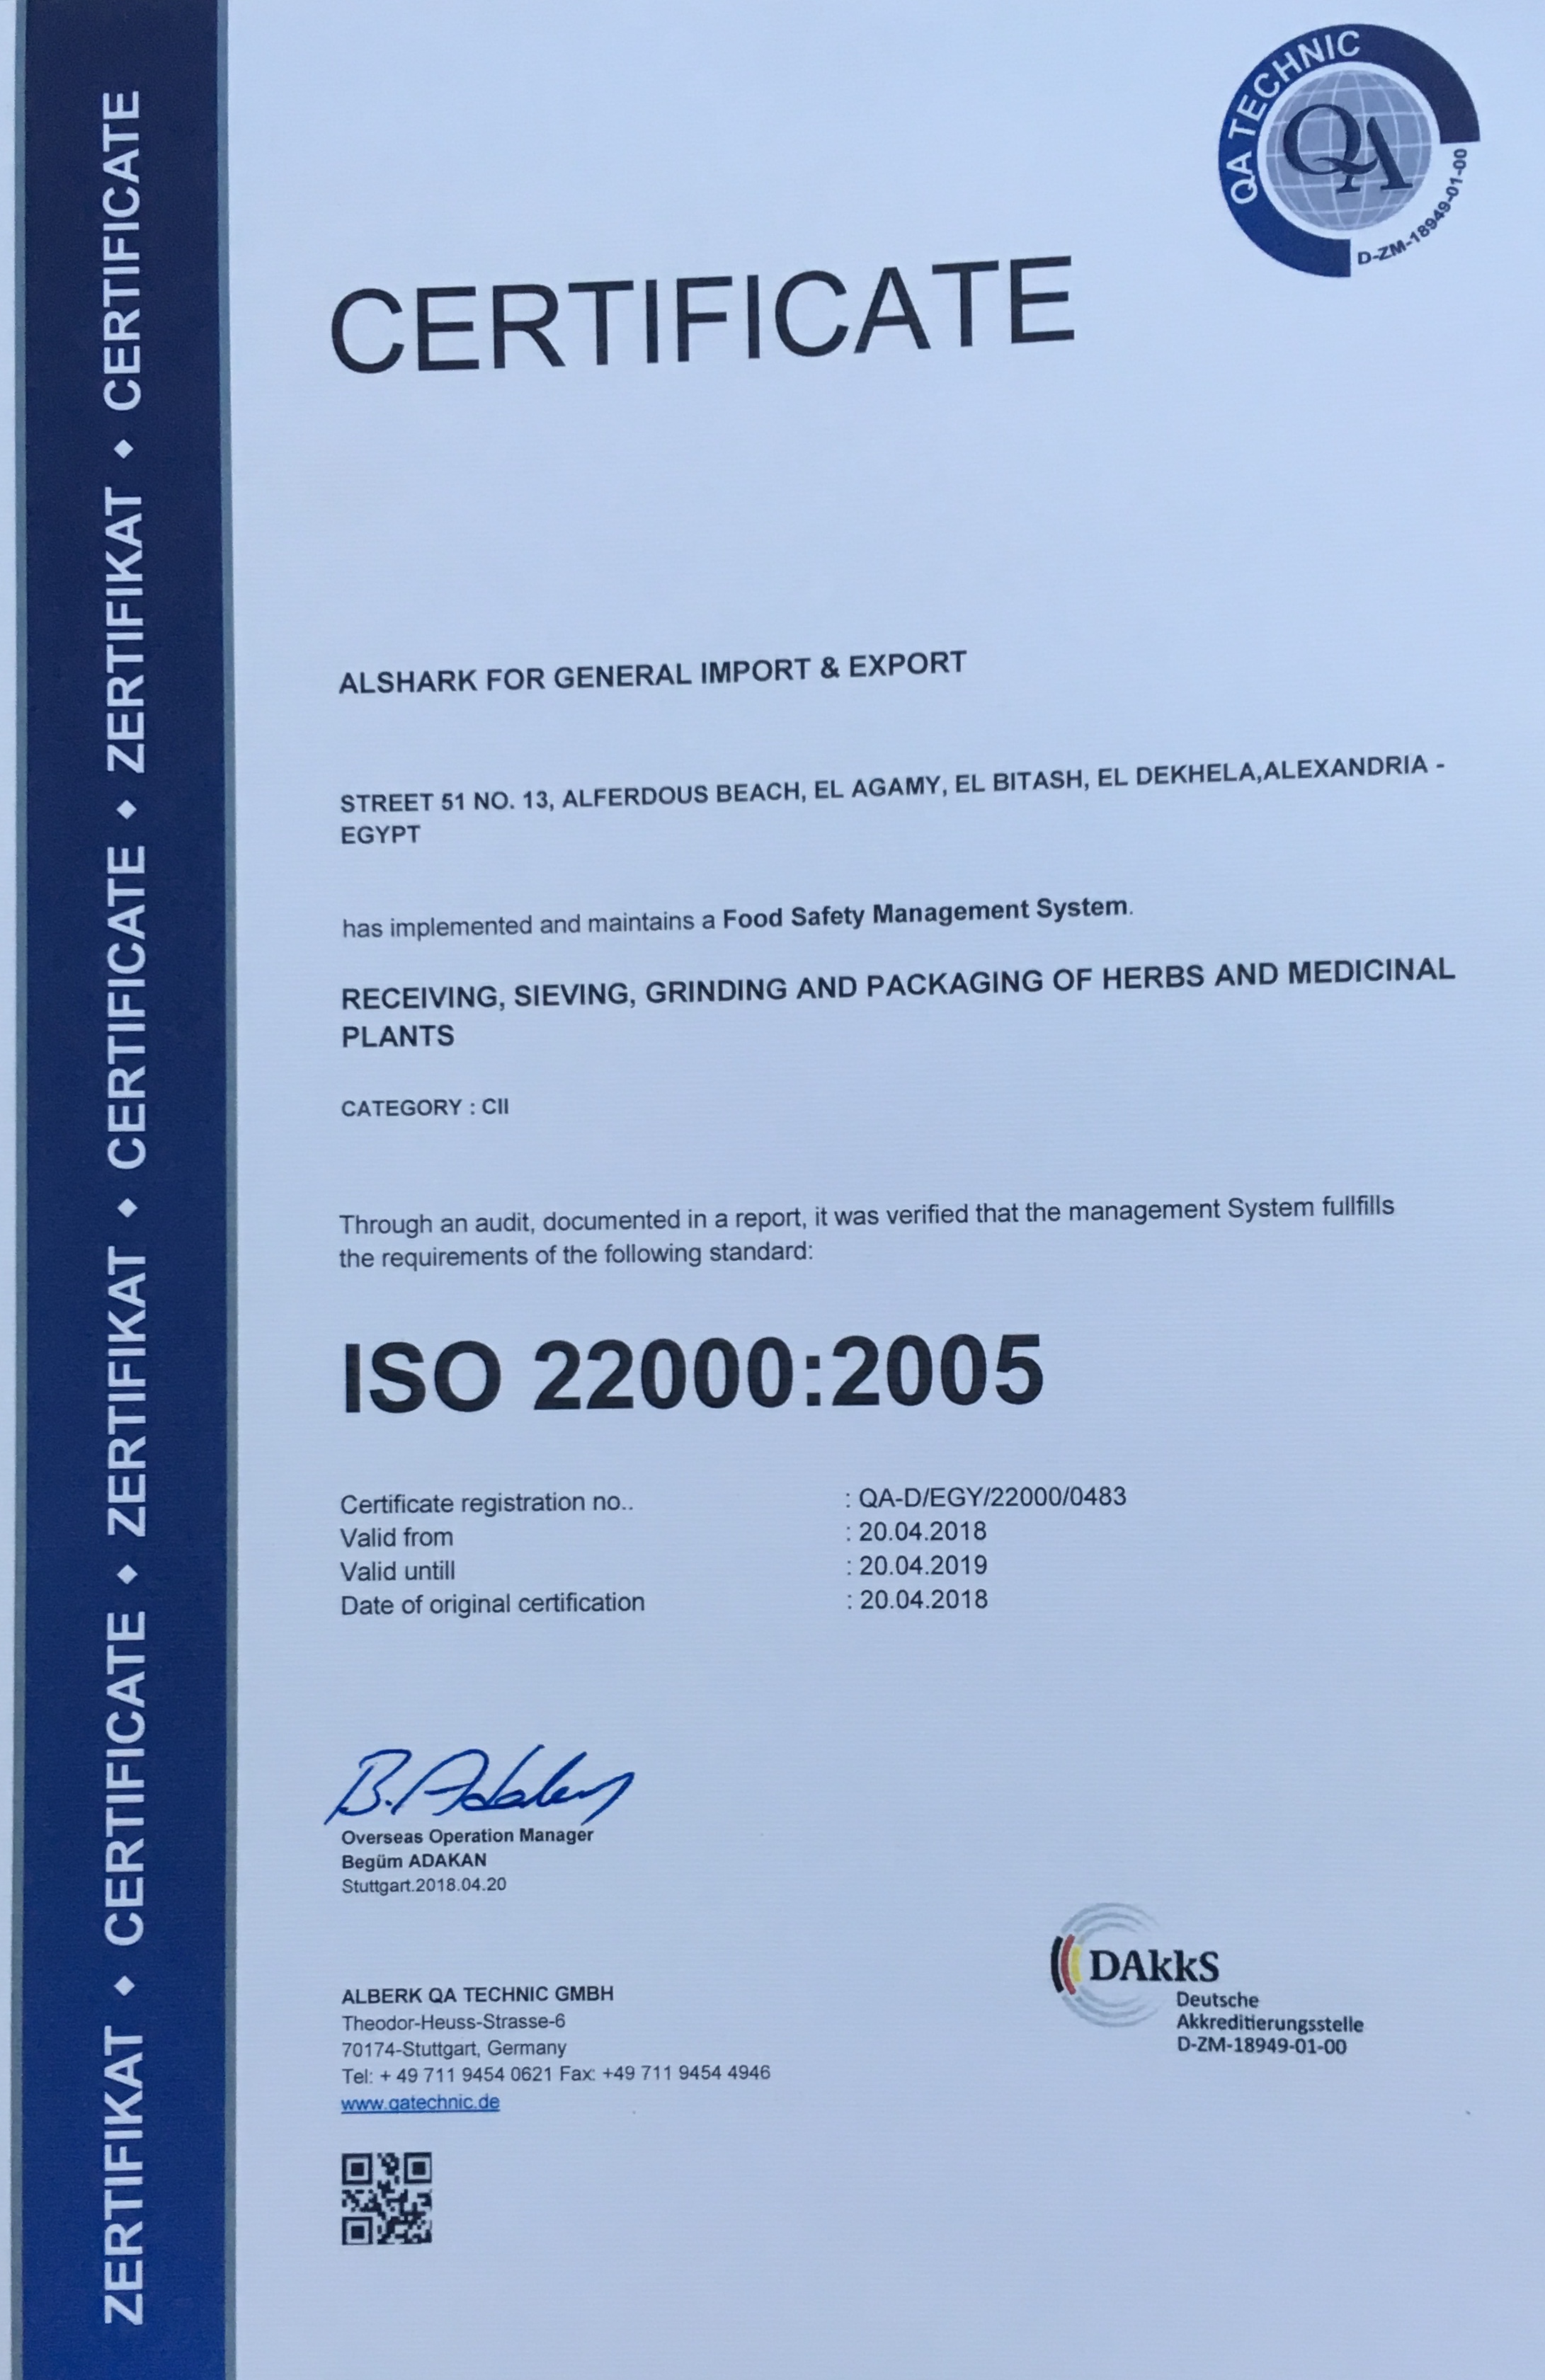 QA TECHNIC
QA
D-ZM-18949-01-00
CERTIFICATE
ZERTIFIKAT ◆ CERTIFICATE ◆ ZERTIFIKAT ◆ CERTIFICATE ◆ ZERTIFIKAT ◆ CERTIFICATE
ALSHARK FOR GENERAL IMPORT & EXPORT
STREET 51 NO. 13, ALFERDOUS BEACH, EL AGAMY, EL BITASH, EL DEKHELA,ALEXANDRIA -
EGYPT
has implemented and maintains a Food Safety Management System.
RECEIVING, SIEVING, GRINDING AND PACKAGING OF HERBS AND MEDICINAL
PLANTS
CATEGORY : CII
Through an audit, documented in a report, it was verified that the management System fullfills
the requirements of the following standard:
ISO 22000:2005
Certificate registration no.. : QA-D/EGY/22000/0483
Valid from : 20.04.2018
Valid untill : 20.04.2019
Date of original certification : 20.04.2018
B. Adakan
Overseas Operation Manager
Begüm ADAKAN
Stuttgart.2018.04.20
ALBERK QA TECHNIC GMBH
Theodor-Heuss-Strasse-6
70174-Stuttgart, Germany
Tel: + 49 711 9454 0621 Fax: +49 711 9454 4946
www.qatechnic.de
DAkkS
Deutsche
Akkreditierungsstelle
D-ZM-18949-01-00